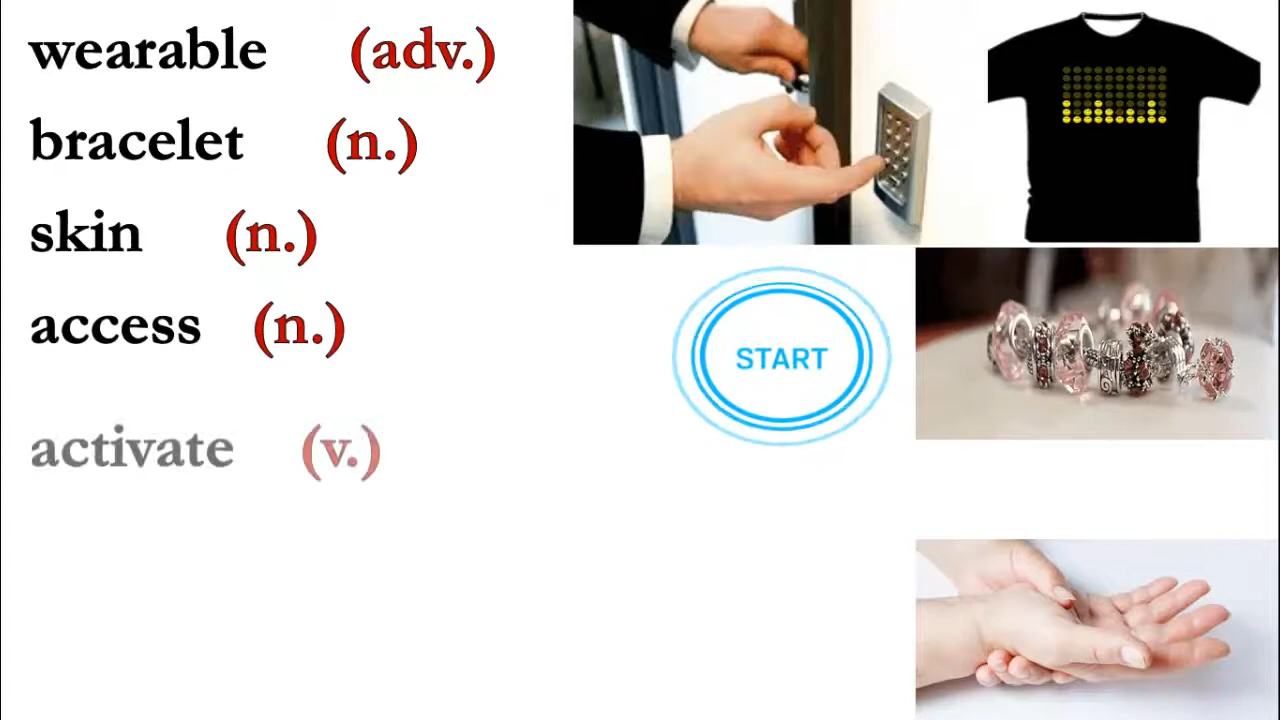 wearable (adv.)
bracelet (n.)
skin (n.)
access (n.)
START
activate (v.)